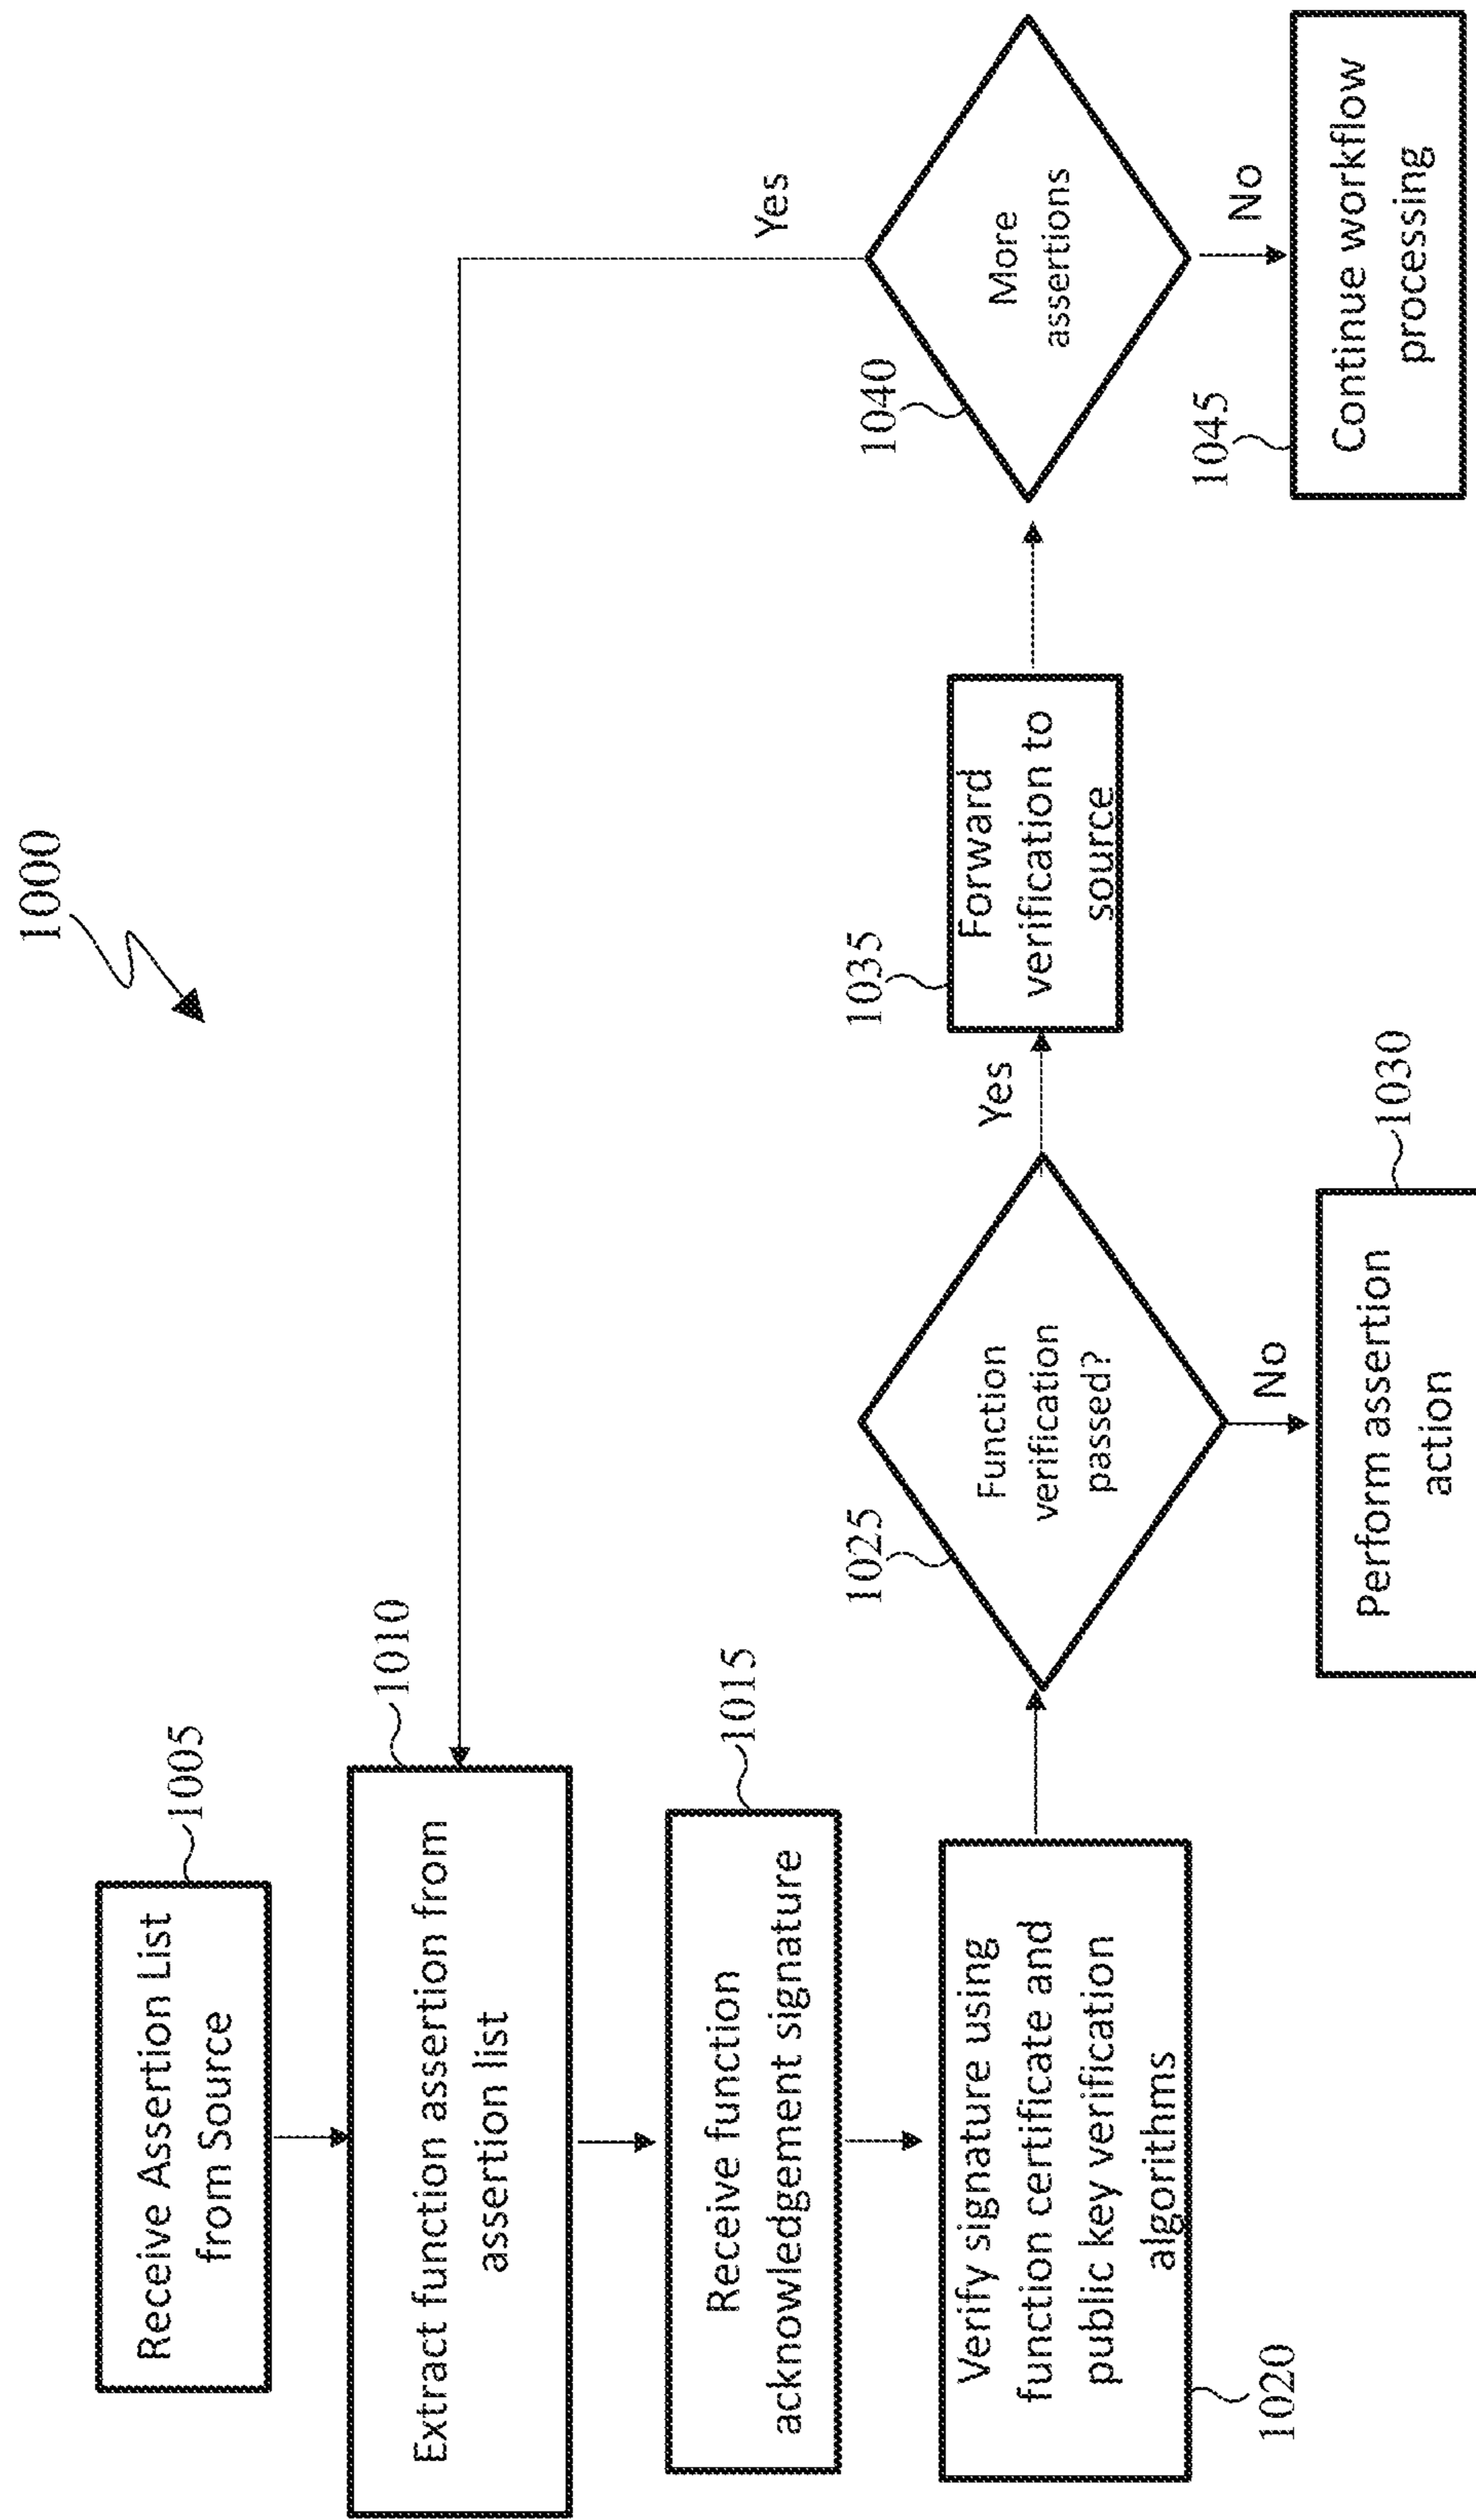 1000
Receive Assertion List
from Source
1005
Extract function assertion from
assertion list
1010
Receive function
acknowledgement signature
1015
Verify signature using
function certificate and
public key verification
algorithms
1020
Function
verification
passed?
1025
Yes
No
Perform assertion
action
1030
Forward
verification to
source
1035
More
assertions
1040
Yes
No
Continue workflow
processing
1045